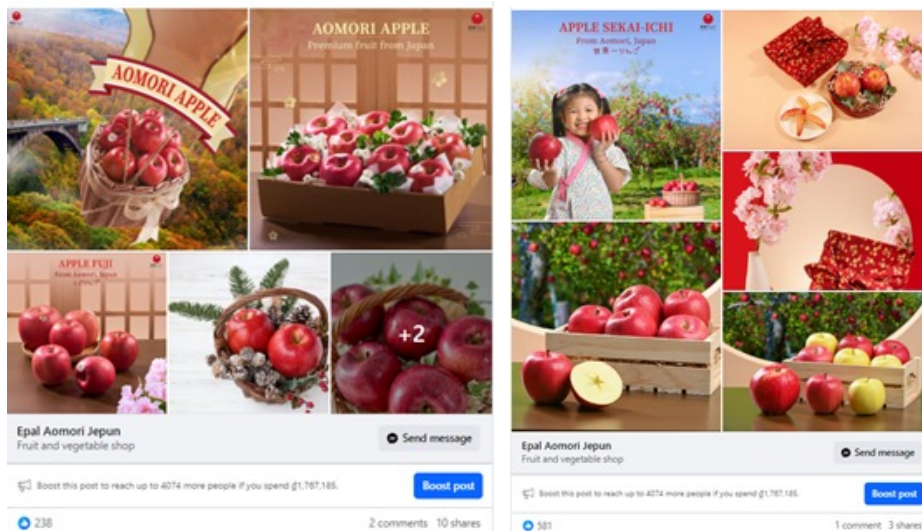 AOMORI APPLE
AOMORI APPLE
Premium fruit from Japan
APPLE FUJI
From Aomori, Japan
+2
Epal Aomori Jepun
Fruit and vegetable shop
Send message
Boost this post to reach up to 4074 more people if you spend ₫1,767,185.
Boost post
238
2 comments 10 shares
APPLE SEKAI-ICHI
From Aomori, Japan
世界一りんご
Epal Aomori Jepun
Fruit and vegetable shop
Send message
Boost this post to reach up to 4074 more people if you spend ₫1,767,185.
Boost post
581
1 comment 3 shares